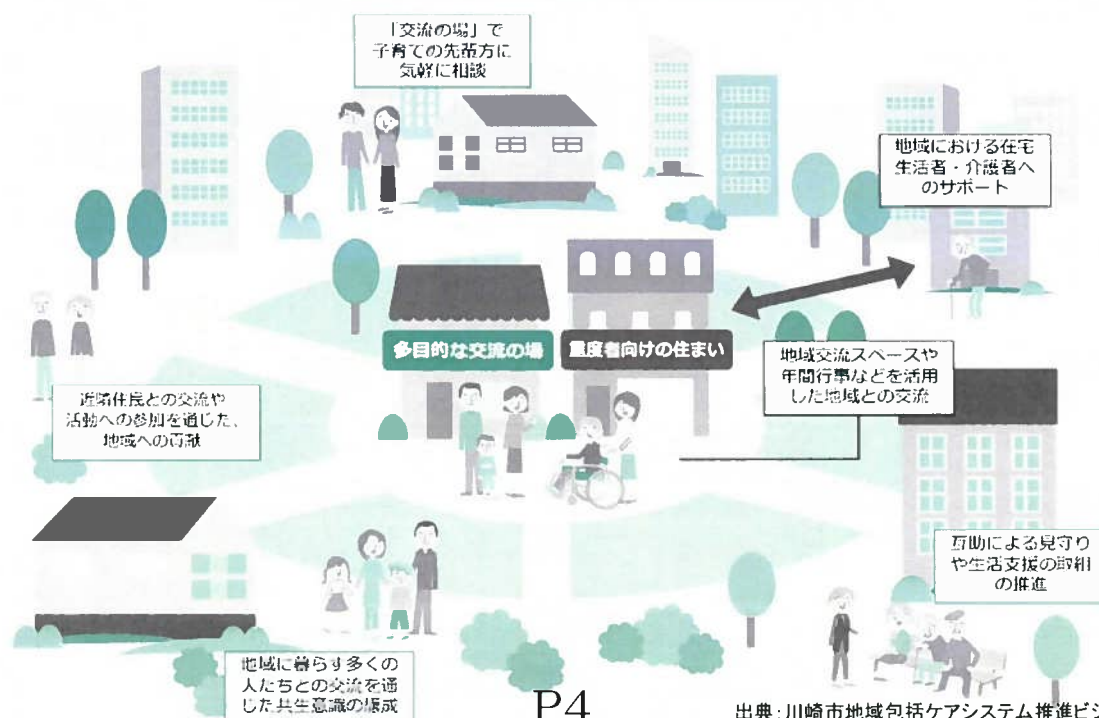 「交流の場」で
子育ての先輩方に
気軽に相談
地域における在宅
生活者・介護者へ
のサポート
多目的な交流の場
重度者向けの住まい
地域交流スペースや
年間行事などを活用
した地域との交流
近隣住民との交流や
活動への参加を通じた、
地域への貢献
互助による見守り
や生活支援の取組
の推進
地域に暮らす多くの
人たちとの交流を通
じた共生意識の醸成
P4
出典：川崎市地域包括ケアシステム推進ビジ